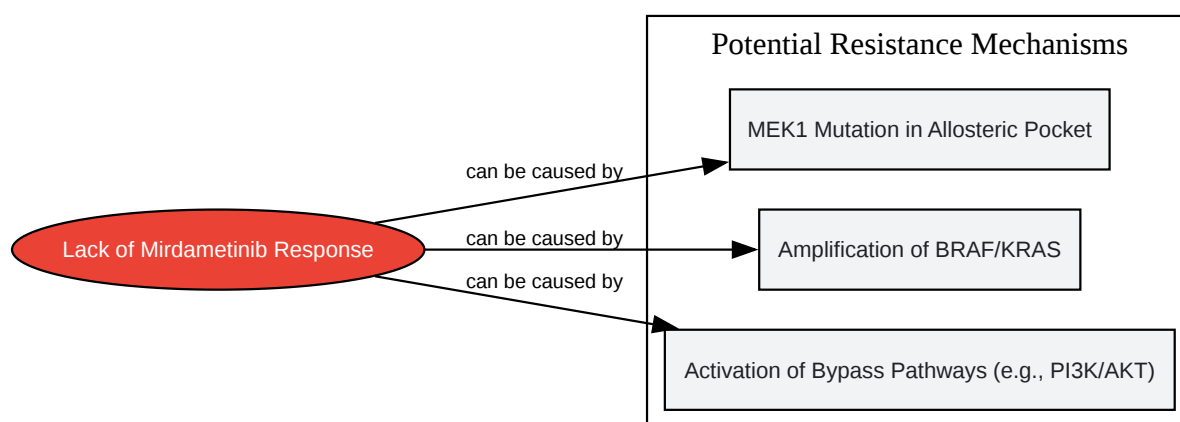 Potential Resistance Mechanisms
MEK1 Mutation in Allosteric Pocket
can be caused by
Lack of Mirdametinib Response
can be caused by
Amplification of BRAF/KRAS
can be caused by
Activation of Bypass Pathways (e.g., PI3K/AKT)